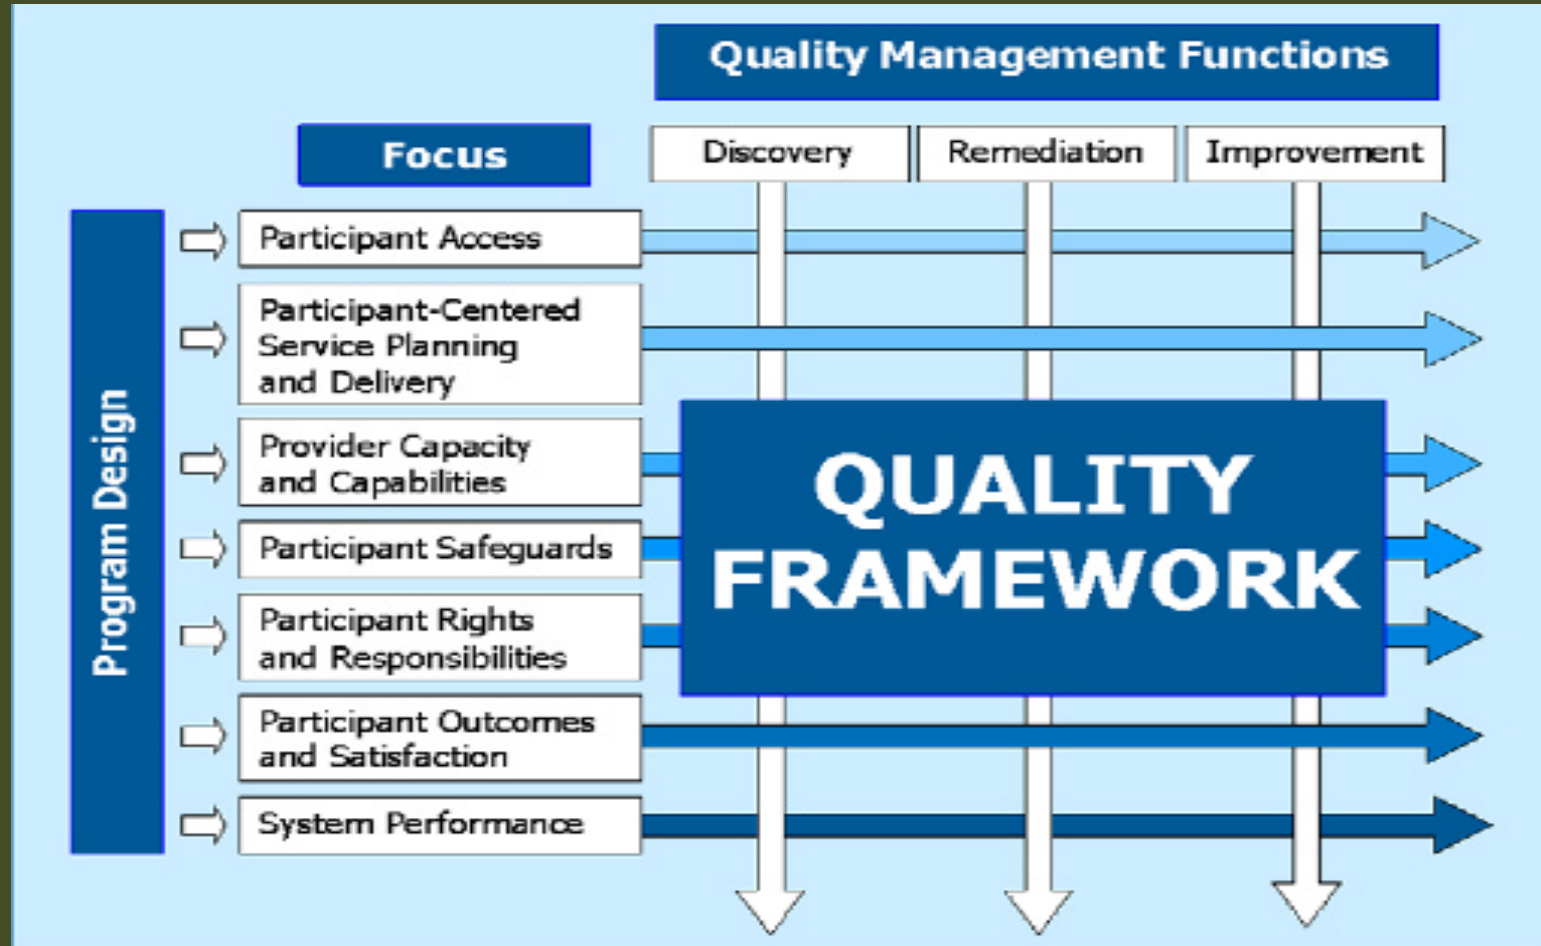 Quality Management Functions
Focus
Discovery
Remediation
Improvement
Program Design
Participant Access
Participant-Centered
Service Planning
and Delivery
Provider Capacity
and Capabilities
Participant Safeguards
Participant Rights
and Responsibilities
Participant Outcomes
and Satisfaction
System Performance
QUALITY
FRAMEWORK